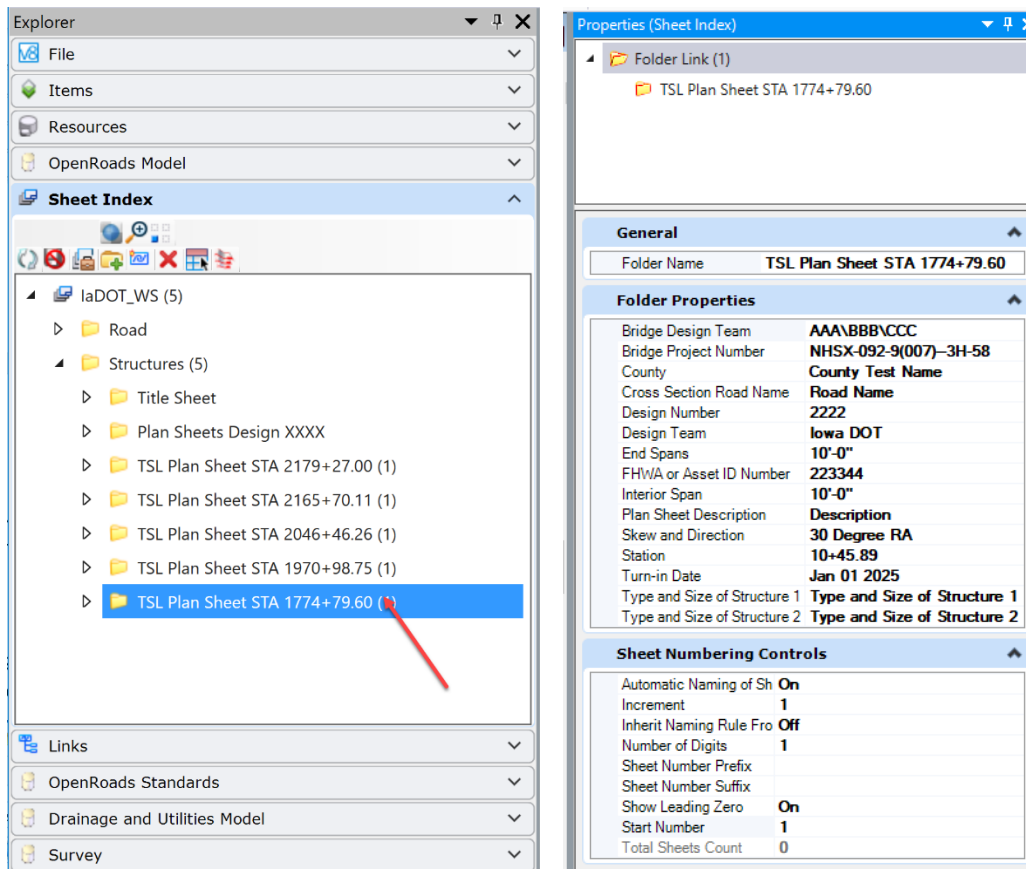 Explorer
File
Items
Resources
OpenRoads Model
Sheet Index
IaDOT_WS (5)
Road
Structures (5)
Title Sheet
Plan Sheets Design XXXX
TSL Plan Sheet STA 2179+27.00 (1)
TSL Plan Sheet STA 2165+70.11 (1)
TSL Plan Sheet STA 2046+46.26 (1)
TSL Plan Sheet STA 1970+98.75 (1)
TSL Plan Sheet STA 1774+79.60 (1)
Links
OpenRoads Standards
Drainage and Utilities Model
Survey
Properties (Sheet Index)
Folder Link (1)
TSL Plan Sheet STA 1774+79.60
General
Folder Name TSL Plan Sheet STA 1774+79.60
Folder Properties
Bridge Design Team AAA\BBB\CCC
Bridge Project Number NHSX-092-9(007)--3H-58
County County Test Name
Cross Section Road Name Road Name
Design Number 2222
Design Team Iowa DOT
End Spans 10'-0"
FHWA or Asset ID Number 223344
Interior Span 10'-0"
Plan Sheet Description Description
Skew and Direction 30 Degree RA
Station 10+45.89
Turn-in Date Jan 01 2025
Type and Size of Structure 1 Type and Size of Structure 1
Type and Size of Structure 2 Type and Size of Structure 2
Sheet Numbering Controls
Automatic Naming of Sh On
Increment 1
Inherit Naming Rule Fro Off
Number of Digits 1
Sheet Number Prefix
Sheet Number Suffix
Show Leading Zero On
Start Number 1
Total Sheets Count 0